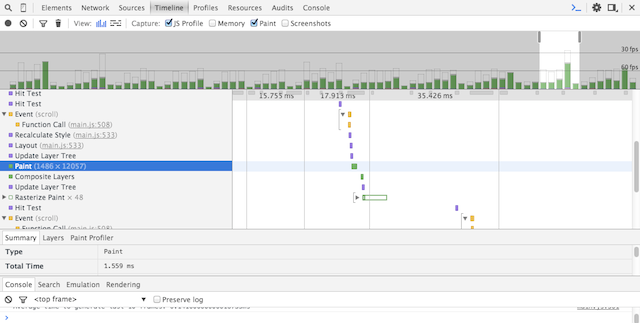 Elements Network Sources Timeline Profiles Resources Audits Console
View: Capture: JS Profile Memory Paint Screenshots
30 fps
60 fps
15.755 ms 17.913 ms 35.426 ms
Hit Test
Hit Test
Event (scroll)
Function Call (main.js:508)
Recalculate Style (main.js:533)
Layout (main.js:533)
Update Layer Tree
Paint (1486 × 12057)
Composite Layers
Update Layer Tree
Rasterize Paint × 48
Hit Test
Event (scroll)
Function Call (main.js:508)
Summary Layers Paint Profiler
Type Paint
Total Time 1.559 ms
Console Search Emulation Rendering
<top frame> Preserve log